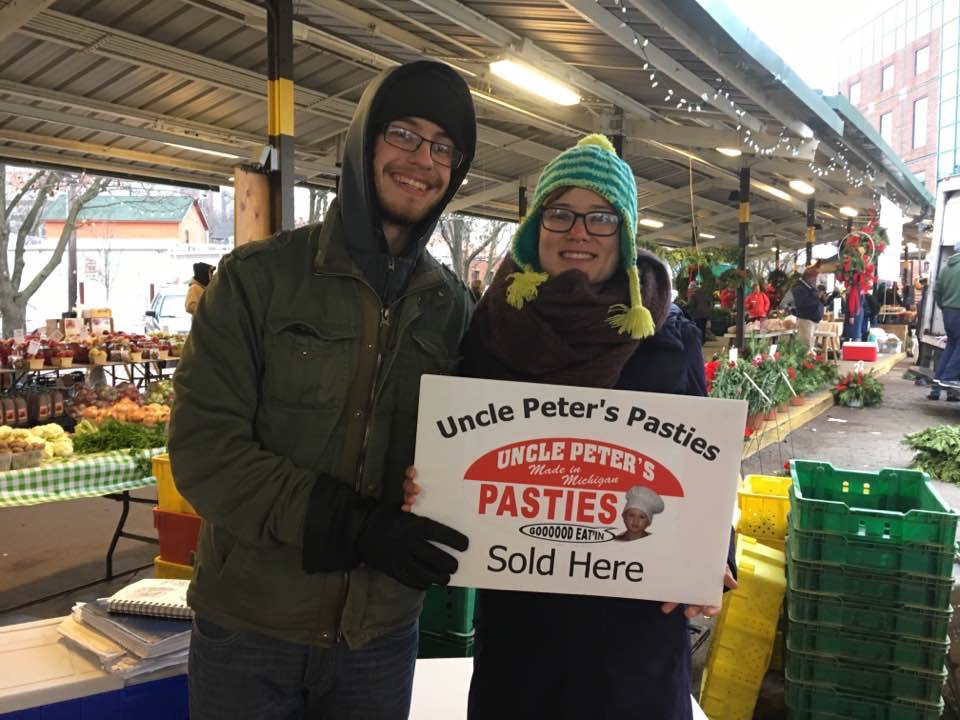 Uncle Peter's Pasties
UNCLE PETER'S
Made in
Michigan
PASTIES
GOOOOOD EAT'IN
Sold Here